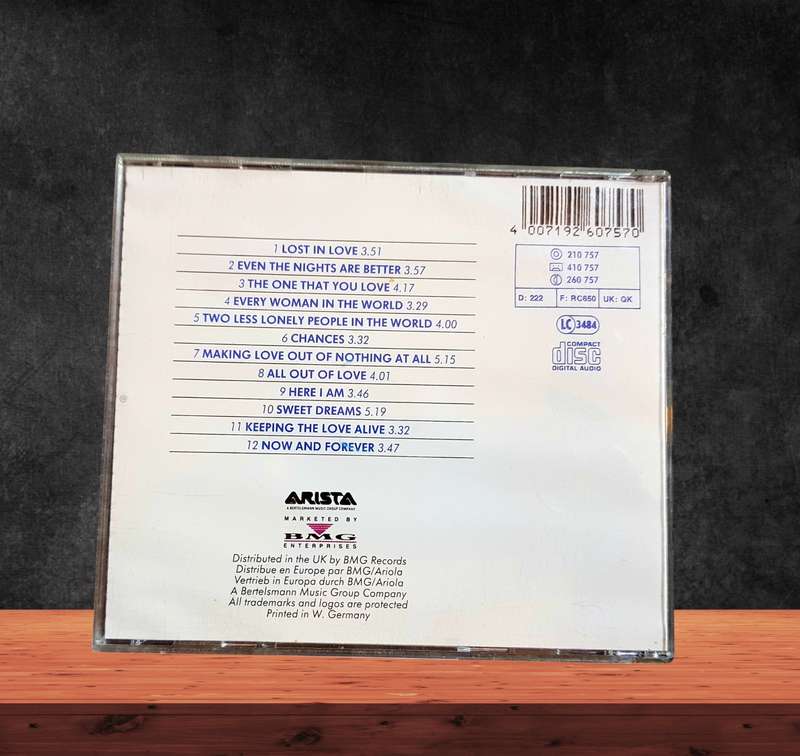 4 007192 607570
210 757
410 757
260 757
D: 222 F: RC650 UK: QK
LC 3484
COMPACT
disc
DIGITAL AUDIO
1 LOST IN LOVE 3.51
2 EVEN THE NIGHTS ARE BETTER 3.57
3 THE ONE THAT YOU LOVE 4.17
4 EVERY WOMAN IN THE WORLD 3.29
5 TWO LESS LONELY PEOPLE IN THE WORLD 4.00
6 CHANCES 3.32
7 MAKING LOVE OUT OF NOTHING AT ALL 5.15
8 ALL OUT OF LOVE 4.01
9 HERE I AM 3.46
10 SWEET DREAMS 5.19
11 KEEPING THE LOVE ALIVE 3.32
12 NOW AND FOREVER 3.47
ARISTA
A BERTELSMANN MUSIC GROUP COMPANY
MARKETED BY
BMG
ENTERPRISES
Distributed in the UK by BMG Records
Distribue en Europe par BMG/Ariola
Vertrieb in Europa durch BMG/Ariola
A Bertelsmann Music Group Company
All trademarks and logos are protected
Printed in W. Germany